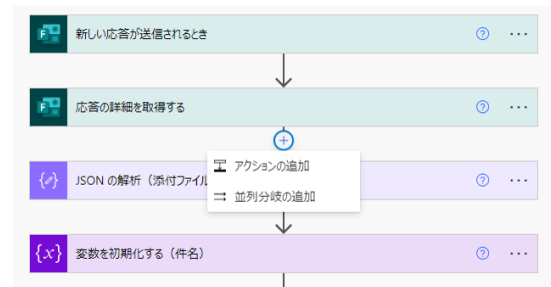 新しい応答が送信されるとき
応答の詳細を取得する
アクションの追加
JSON の解析（添付ファイル
並列分岐の追加
{x} 変数を初期化する（件名）